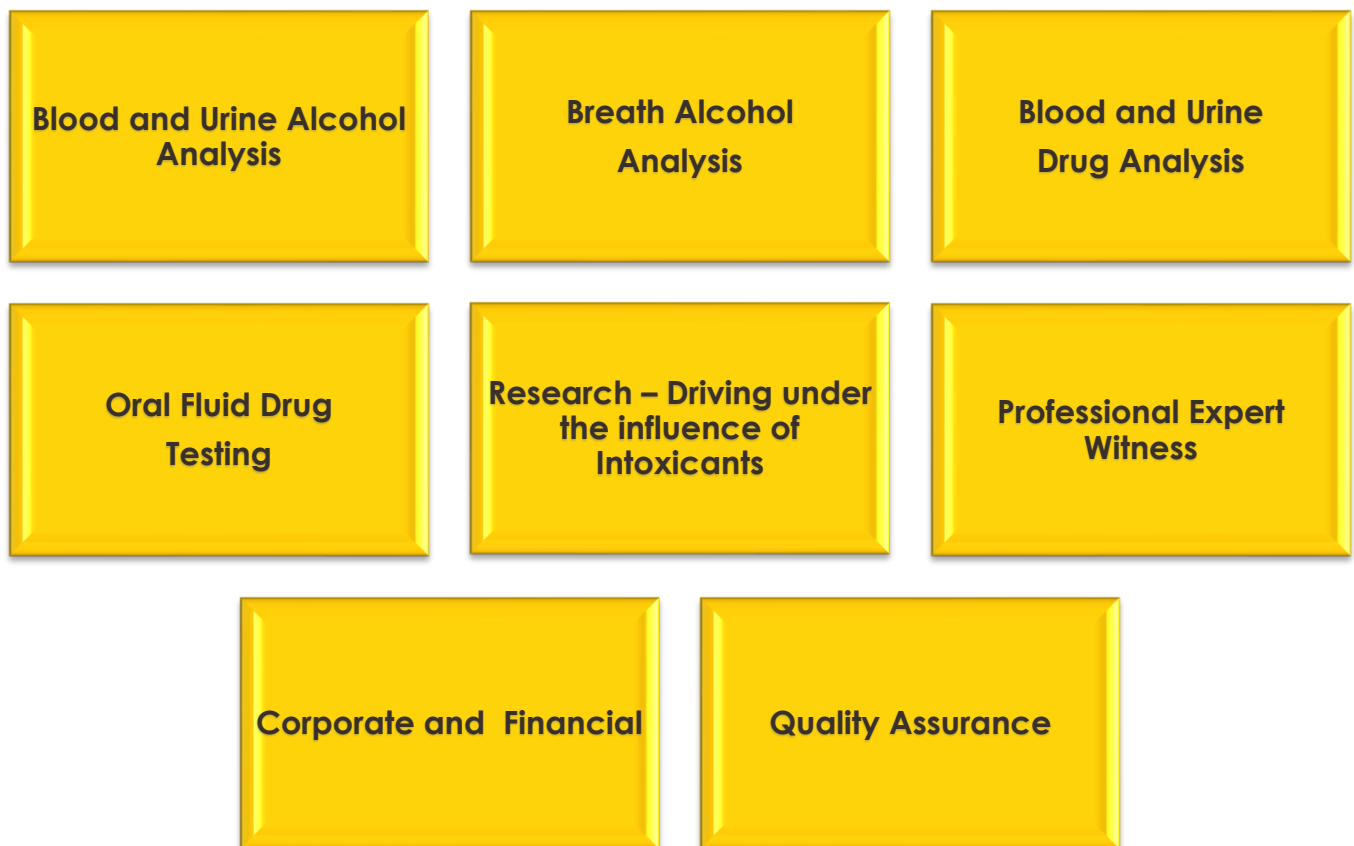 Blood and Urine Alcohol
Analysis
Breath Alcohol
Analysis
Blood and Urine
Drug Analysis
Oral Fluid Drug
Testing
Research – Driving under
the influence of
Intoxicants
Professional Expert
Witness
Corporate and  Financial
Quality Assurance